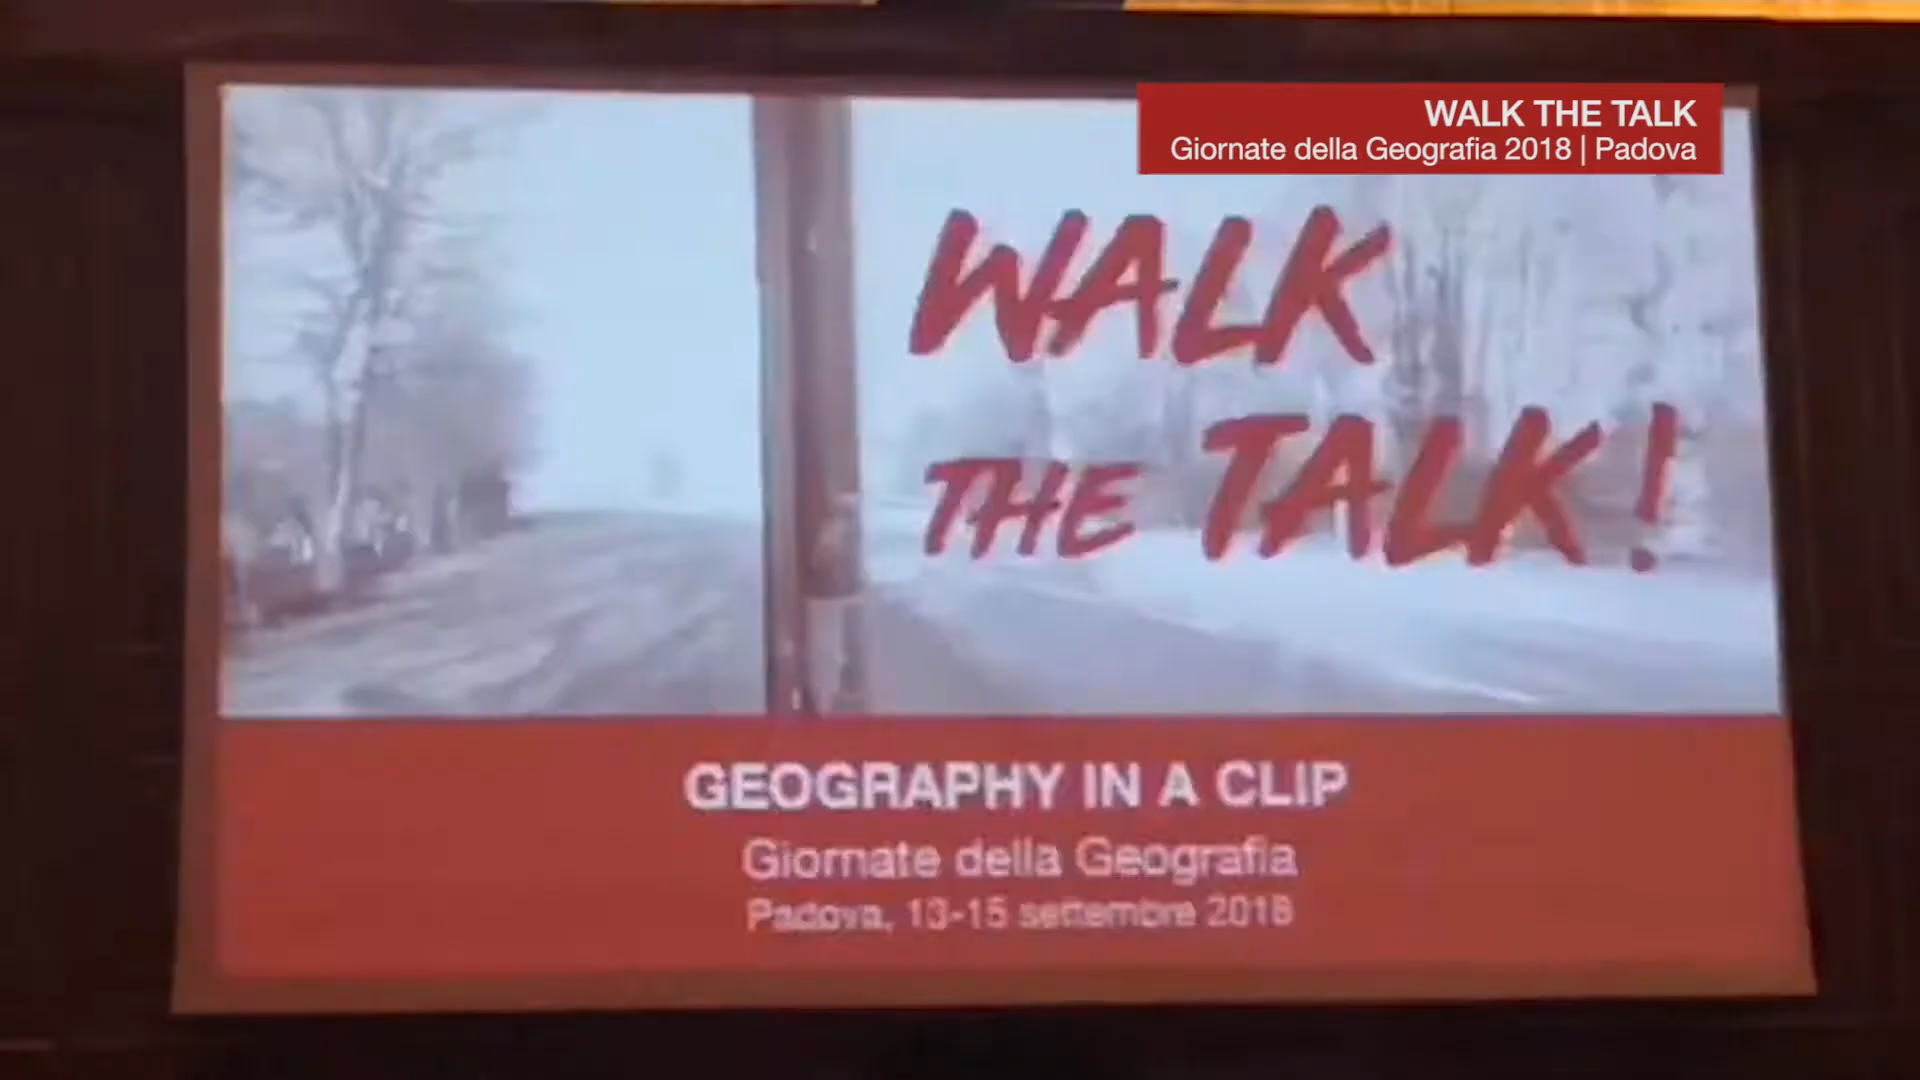 WALK THE TALK
Giornate della Geografia 2018 | Padova
WALK
THE TALK!
GEOGRAPHY IN A CLIP
Giornate della Geografia
Padova, 13-15 settembre 2018